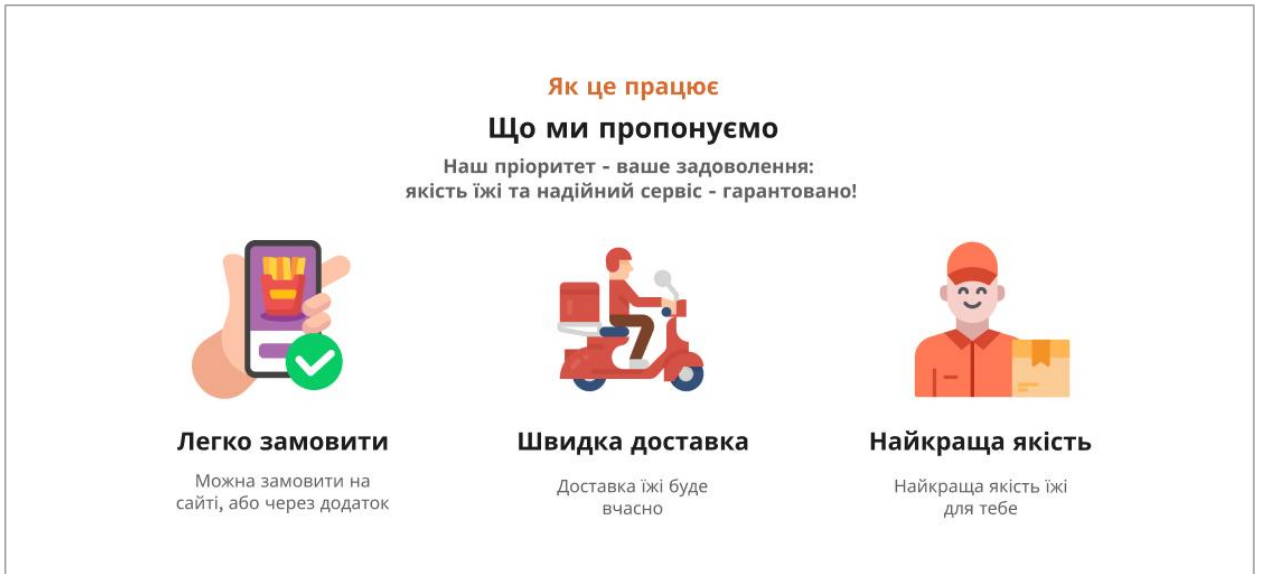 Як це працює
Що ми пропонуємо
Наш пріоритет - ваше задоволення:
якість їжі та надійний сервіс - гарантовано!
Легко замовити
Можна замовити на
сайті, або через додаток
Швидка доставка
Доставка їжі буде
вчасно
Найкраща якість
Найкраща якість їжі
для тебе